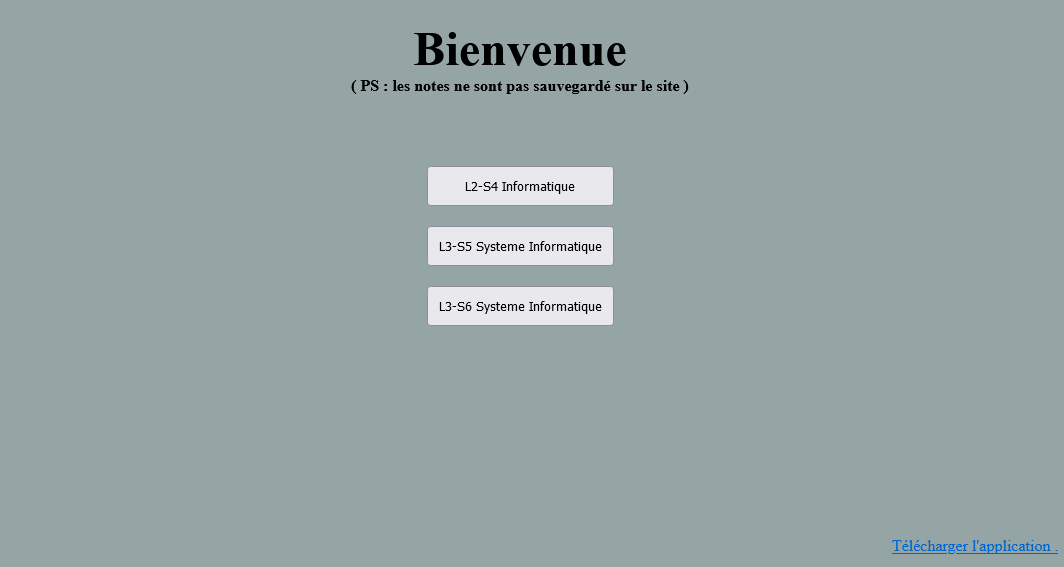 Bienvenue
( PS : les notes ne sont pas sauvegardé sur le site )
L2-S4 Informatique
L3-S5 Systeme Informatique
L3-S6 Systeme Informatique
Télécharger l'application .